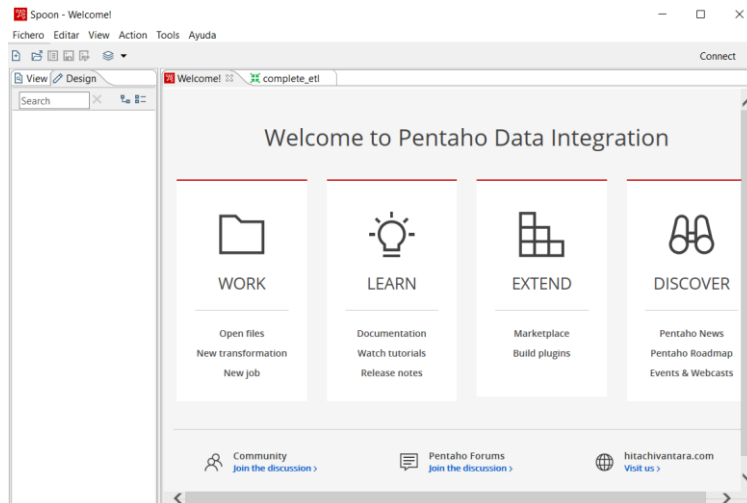 Spoon - Welcome!
Fichero Editar View Action Tools Ayuda
Connect
View Design
Welcome! complete_etl
Search
Welcome to Pentaho Data Integration
WORK LEARN EXTEND DISCOVER
Open files Documentation Marketplace Pentaho News
New transformation Watch tutorials Build plugins Pentaho Roadmap
New job Release notes Events & Webcasts
Community Pentaho Forums hitachivantara.com
Join the discussion › Join the discussion › Visit us ›